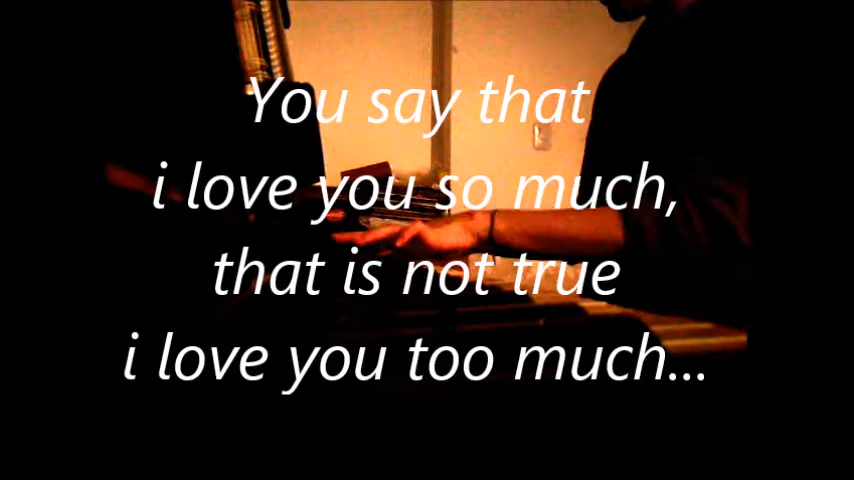 You say that
i love you so much,
that is not true
i love you too much...